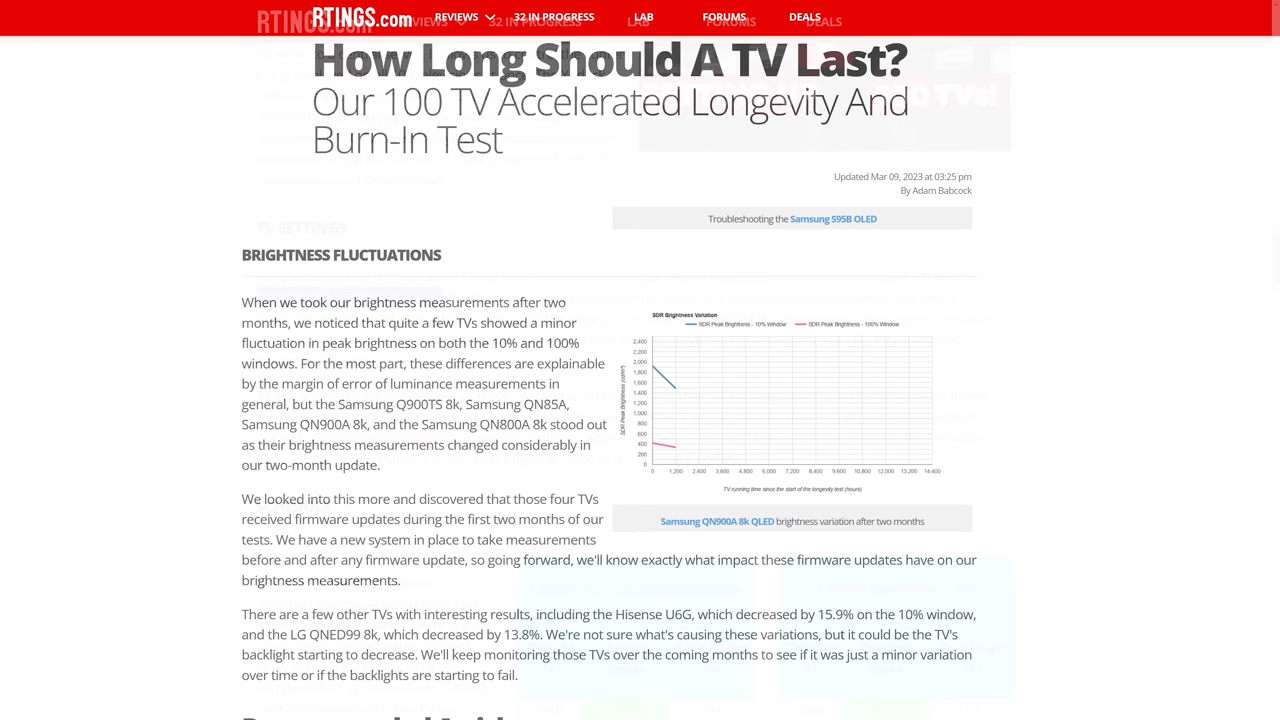 RTINGS.com REVIEWS 32 IN PROGRESS LAB FORUMS DEALS
How Long Should A TV Last?
Our 100 TV Accelerated Longevity And
Burn-In Test
Updated Mar 09, 2023 at 03:25 pm
By Adam Babcock
Troubleshooting the Samsung S95B OLED
TV SETTINGS
BRIGHTNESS FLUCTUATIONS
When we took our brightness measurements after two
months, we noticed that quite a few TVs showed a minor
fluctuation in peak brightness on both the 10% and 100%
windows. For the most part, these differences are explainable
by the margin of error of luminance measurements in
general, but the Samsung Q900TS 8k, Samsung QN85A,
Samsung QN900A 8k, and the Samsung QN800A 8k stood out
as their brightness measurements changed considerably in
our two-month update.
SDR Brightness Variation
SDR Peak Brightness - 10% Window SDR Peak Brightness - 100% Window
SDR Peak Brightness (cd/m²)
2,400
2,200
2,000
1,800
1,600
1,400
1,200
1,000
800
600
400
200
0
0 1,200 2,400 3,600 4,800 6,000 7,200 8,400 9,600 10,800 12,000 13,200 14,400
TV running time since the start of the longevity test (hours)
Samsung QN900A 8k QLED brightness variation after two months
We looked into this more and discovered that those four TVs
received firmware updates during the first two months of our
tests. We have a new system in place to take measurements
before and after any firmware update, so going forward, we'll know exactly what impact these firmware updates have on our
brightness measurements.
There are a few other TVs with interesting results, including the Hisense U6G, which decreased by 15.9% on the 10% window,
and the LG QNED99 8k, which decreased by 13.8%. We're not sure what's causing these variations, but it could be the TV's
backlight starting to decrease. We'll keep monitoring those TVs over the coming months to see if it was just a minor variation
over time or if the backlights are starting to fail.